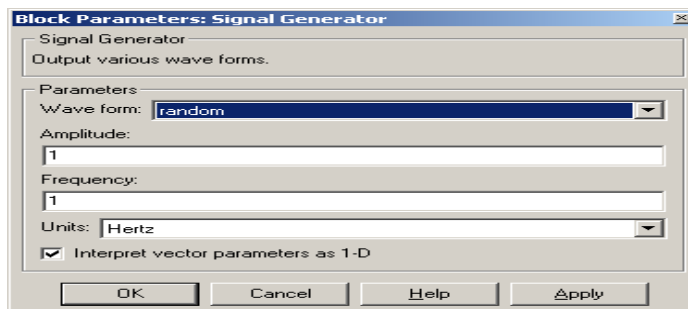 Block Parameters: Signal Generator
Signal Generator
Output various wave forms.
Parameters
Wave form: random
Amplitude:
1
Frequency:
1
Units: Hertz
Interpret vector parameters as 1-D
OK Cancel Help Apply